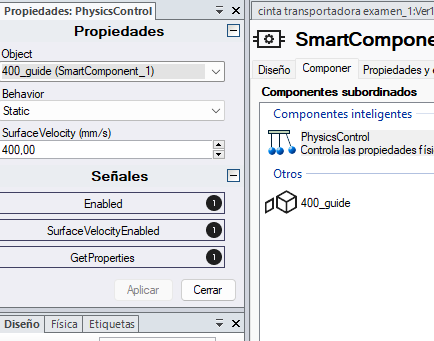 Propiedades: PhysicsControl
Propiedades
Object
400_guide (SmartComponent_1)
Behavior
Static
SurfaceVelocity (mm/s)
400,00
Señales
Enabled
1
SurfaceVelocityEnabled
1
GetProperties
1
Aplicar
Cerrar
Diseño
Física
Etiquetas
cinta transportadora examen_1:Ver1
SmartCompone
Diseño
Componer
Propiedades y e
Componentes subordinados
Componentes inteligentes
PhysicsControl
Controla las propiedades físi
Otros
400_guide